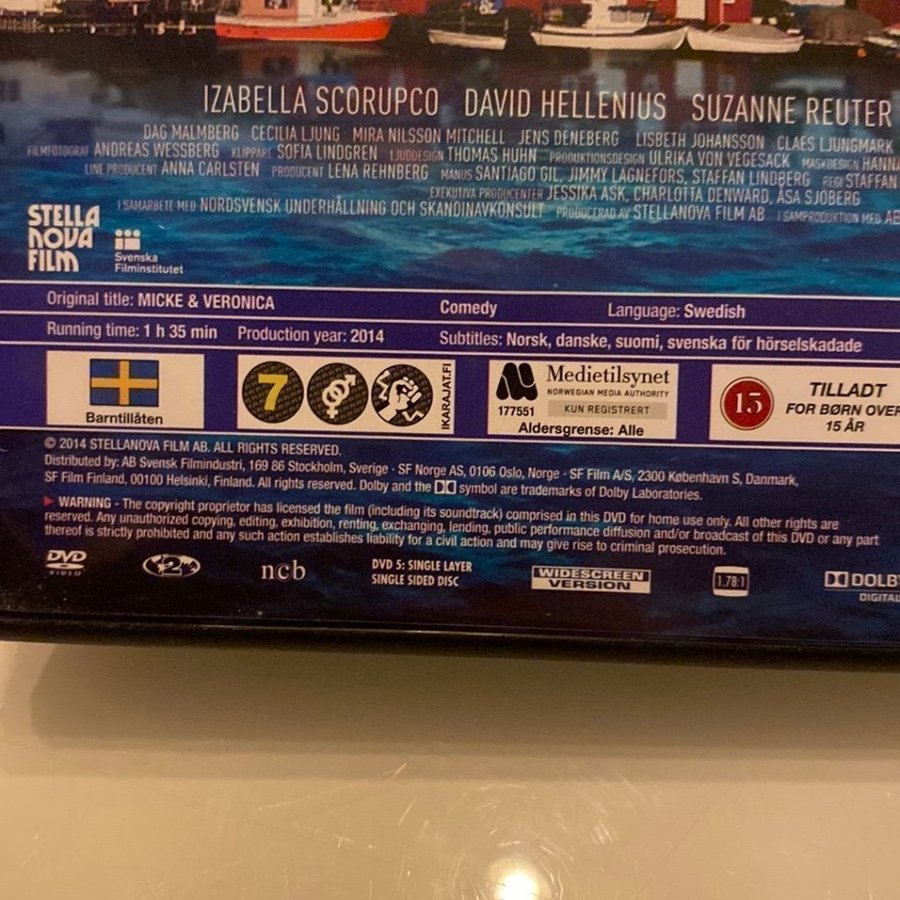 IZABELLA SCORUPCO DAVID HELLENIUS SUZANNE REUTER
DAG MALMBERG CECILIA LJUNG MIRA NILSSON MITCHELL JENS DENEBERG LISBETH JOHANSSON CLAES LJUNGMARK
FILMFOTOGRAF ANDREAS WESSBERG KLIPPARE SOFIA LINDGREN LJUDDESIGN THOMAS HUHN PRODUKTIONSDESIGN ULRIKA VON VEGESACK MASKDESIGN HANNA
LINE PRODUCENT ANNA CARLSTEN PRODUCENT LENA REHNBERG MANUS SANTIAGO GIL, JIMMY LAGNEFORS, STAFFAN LINDBERG REGI STAFFAN
EXEKUTIVA PRODUCENTER JESSIKA ASK, CHARLOTTA DENWARD, ÅSA SJÖBERG
I SAMARBETE MED NORDSVENSK UNDERHÅLLNING OCH SKANDINAVKONSULT PRODUCERAD AV STELLANOVA FILM AB I SAMPRODUKTION MED AB
STELLA
NOVA
FILM
Svenska
Filminstitutet
Original title: MICKE & VERONICA Comedy Language: Swedish
Running time: 1 h 35 min Production year: 2014 Subtitles: Norsk, danske, suomi, svenska för hörselskadade
Barntillåten
7
IKARAJAT.FI
Medietilsynet
NORWEGIAN MEDIA AUTHORITY
177551 KUN REGISTRERT
Aldersgrense: Alle
15
TILLADT
FOR BØRN OVER
15 ÅR
© 2014 STELLANOVA FILM AB. ALL RIGHTS RESERVED.
Distributed by: AB Svensk Filmindustri, 169 86 Stockholm, Sverige · SF Norge AS, 0106 Oslo, Norge · SF Film A/S, 2300 København S, Danmark,
SF Film Finland, 00100 Helsinki, Finland. All rights reserved. Dolby and the symbol are trademarks of Dolby Laboratories.
WARNING - The copyright proprietor has licensed the film (including its soundtrack) comprised in this DVD for home use only. All other rights are
reserved. Any unauthorized copying, editing, exhibition, renting, exchanging, lending, public performance diffusion and/or broadcast of this DVD or any part
thereof is strictly prohibited and any such action establishes liability for a civil action and may give rise to criminal prosecution.
DVD
VIDEO
2
ncb
DVD 5: SINGLE LAYER
SINGLE SIDED DISC
WIDESCREEN
VERSION
1.78:1
DOLBY
DIGITAL